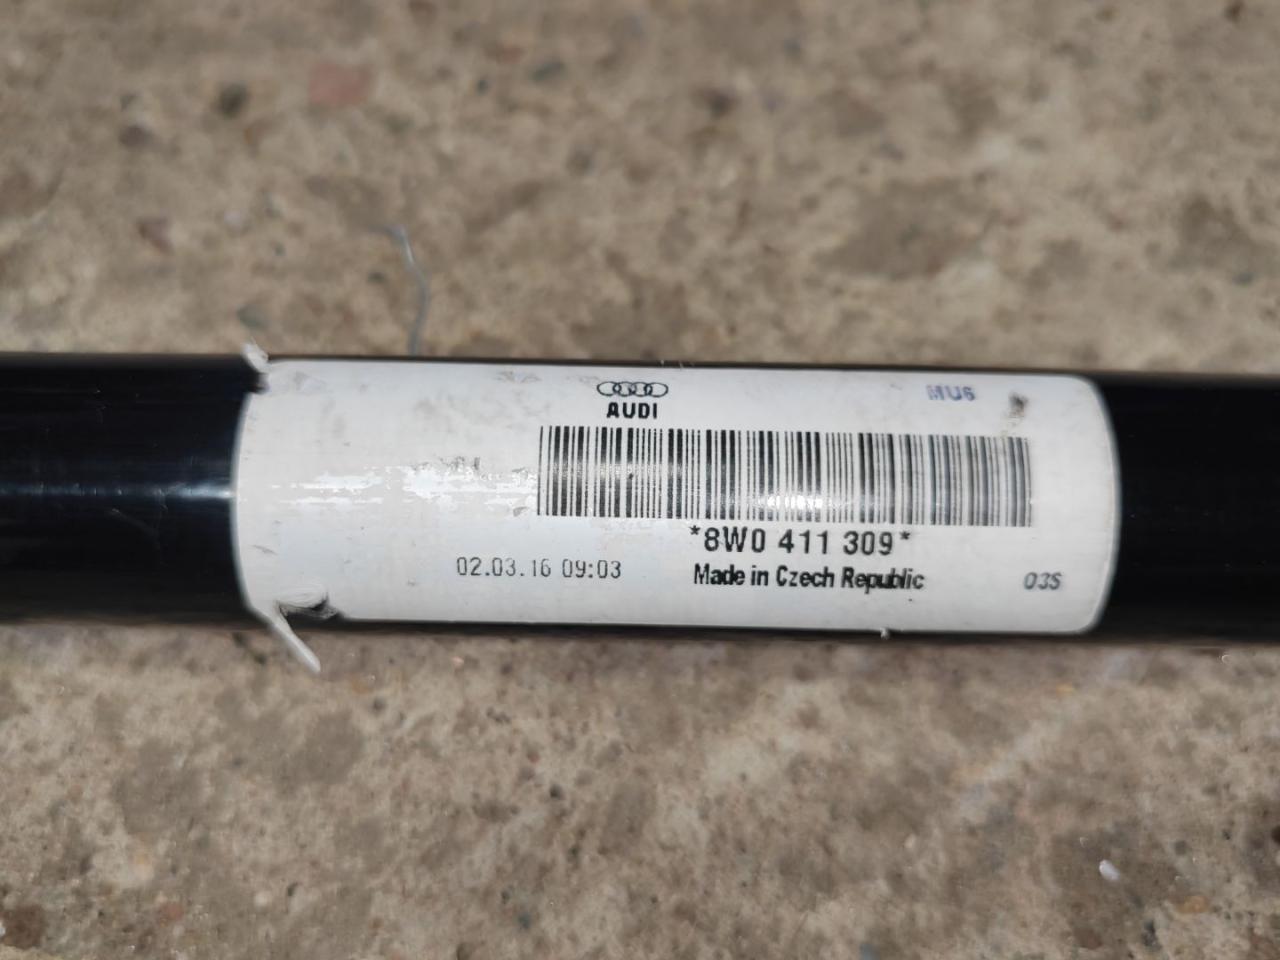 AUDI
MU6
*8W0 411 309*
02.03.16 09:03
Made in Czech Republic
03S